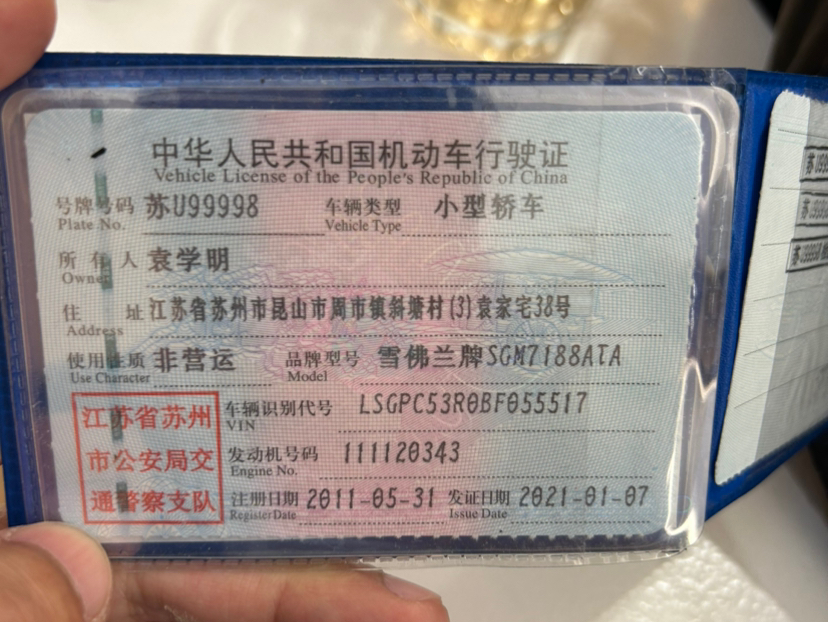 中华人民共和国机动车行驶证
Vehicle License of the People's Republic of China
号牌号码 苏U99998 车辆类型 小型轿车
Plate No. Vehicle Type
所有人 袁学明
Owner
住址 江苏省苏州市昆山市周市镇斜塘村(3)袁家宅38号
Address
使用性质 非营运 品牌型号 雪佛兰牌SGM7188ATA
Use Character Model
江苏省苏州
市公安局交
通警察支队
车辆识别代号 LSGPC53R0BF055517
VIN
发动机号码 111120343
Engine No.
注册日期 2011-05-31 发证日期 2021-01-07
Register Date Issue Date